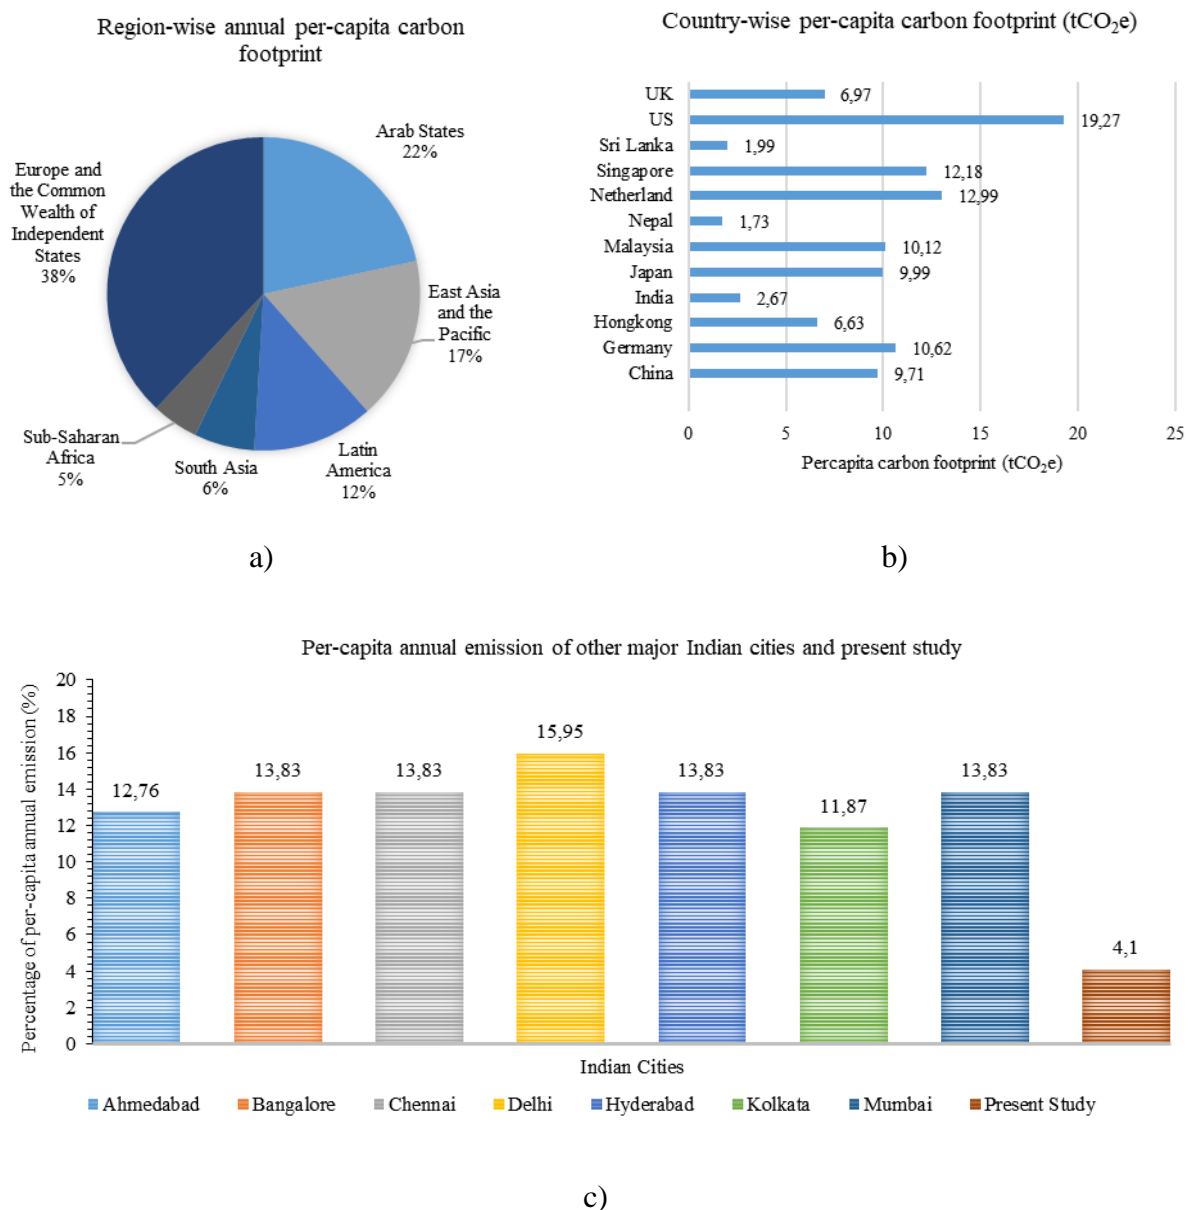 Region-wise annual per-capita carbon
footprint
Arab States
22%
Europe and
the Common
Wealth of
Independent
States
38%
East Asia
and the
Pacific
17%
Sub-Saharan
Africa
5%
South Asia
6%
Latin
America
12%
a)
Country-wise per-capita carbon footprint (tCO₂e)
UK 6,97
US 19,27
Sri Lanka 1,99
Singapore 12,18
Netherland 12,99
Nepal 1,73
Malaysia 10,12
Japan 9,99
India 2,67
Hongkong 6,63
Germany 10,62
China 9,71
0 5 10 15 20 25
Percapita carbon footprint (tCO₂e)
b)
Per-capita annual emission of other major Indian cities and present study
Percentage of per-capita annual emission (%)
20
18
16
14
12
10
8
6
4
2
0
12,76
13,83
13,83
15,95
13,83
11,87
13,83
4,1
Indian Cities
Ahmedabad Bangalore Chennai Delhi Hyderabad Kolkata Mumbai Present Study
c)